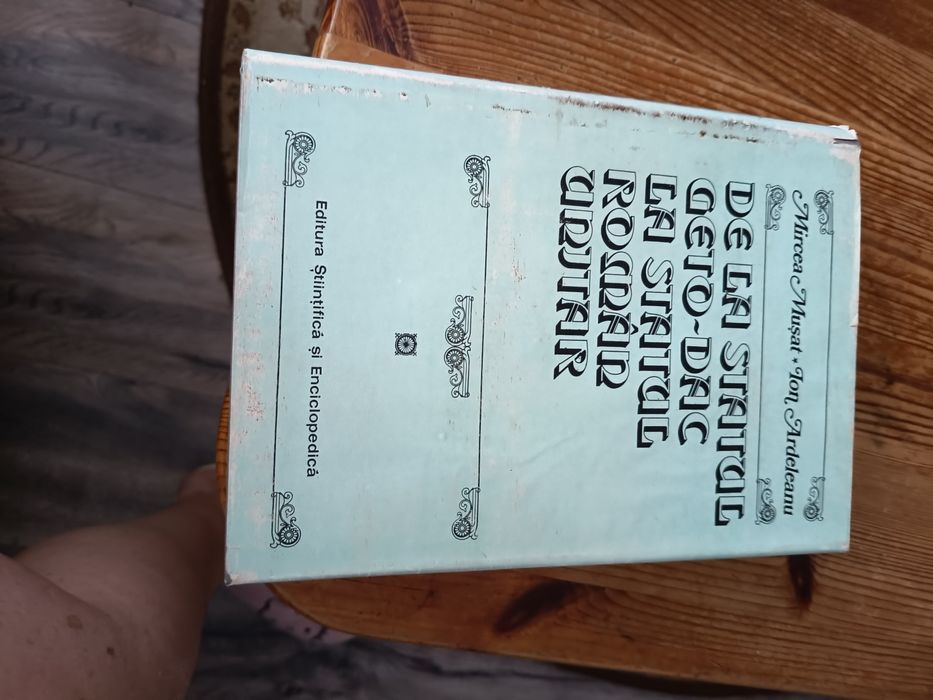 Mircea Mușat * Ion Ardeleanu
DE LA STATUL
GETO-DAC
LA STATUL
ROMÂN
UNITAR
Editura Științifică și Enciclopedică